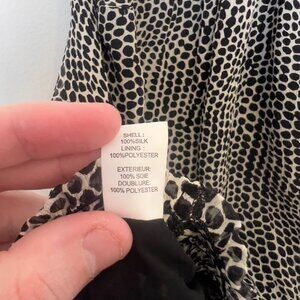 SHELL:
100%SILK
LINING :
100%POLYESTER
EXTERIEUR:
100% SOIE
DOUBLURE:
100% POLYESTER